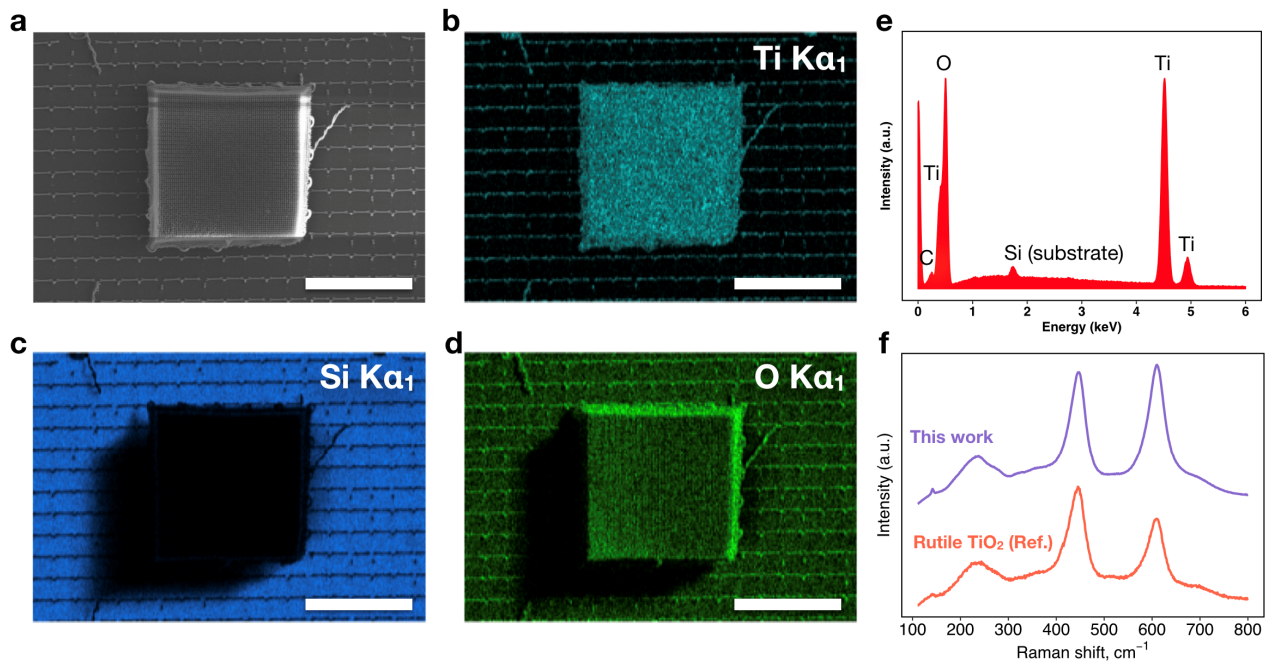 a
b
Ti Kα₁
c
Si Kα₁
d
O Kα₁
e
Intensity (a.u.)
O
Ti
Ti
Ti
C
Si (substrate)
0 1 2 3 4 5 6
Energy (keV)
f
Intensity (a.u.)
This work
Rutile TiO₂ (Ref.)
100 200 300 400 500 600 700 800
Raman shift, cm⁻¹